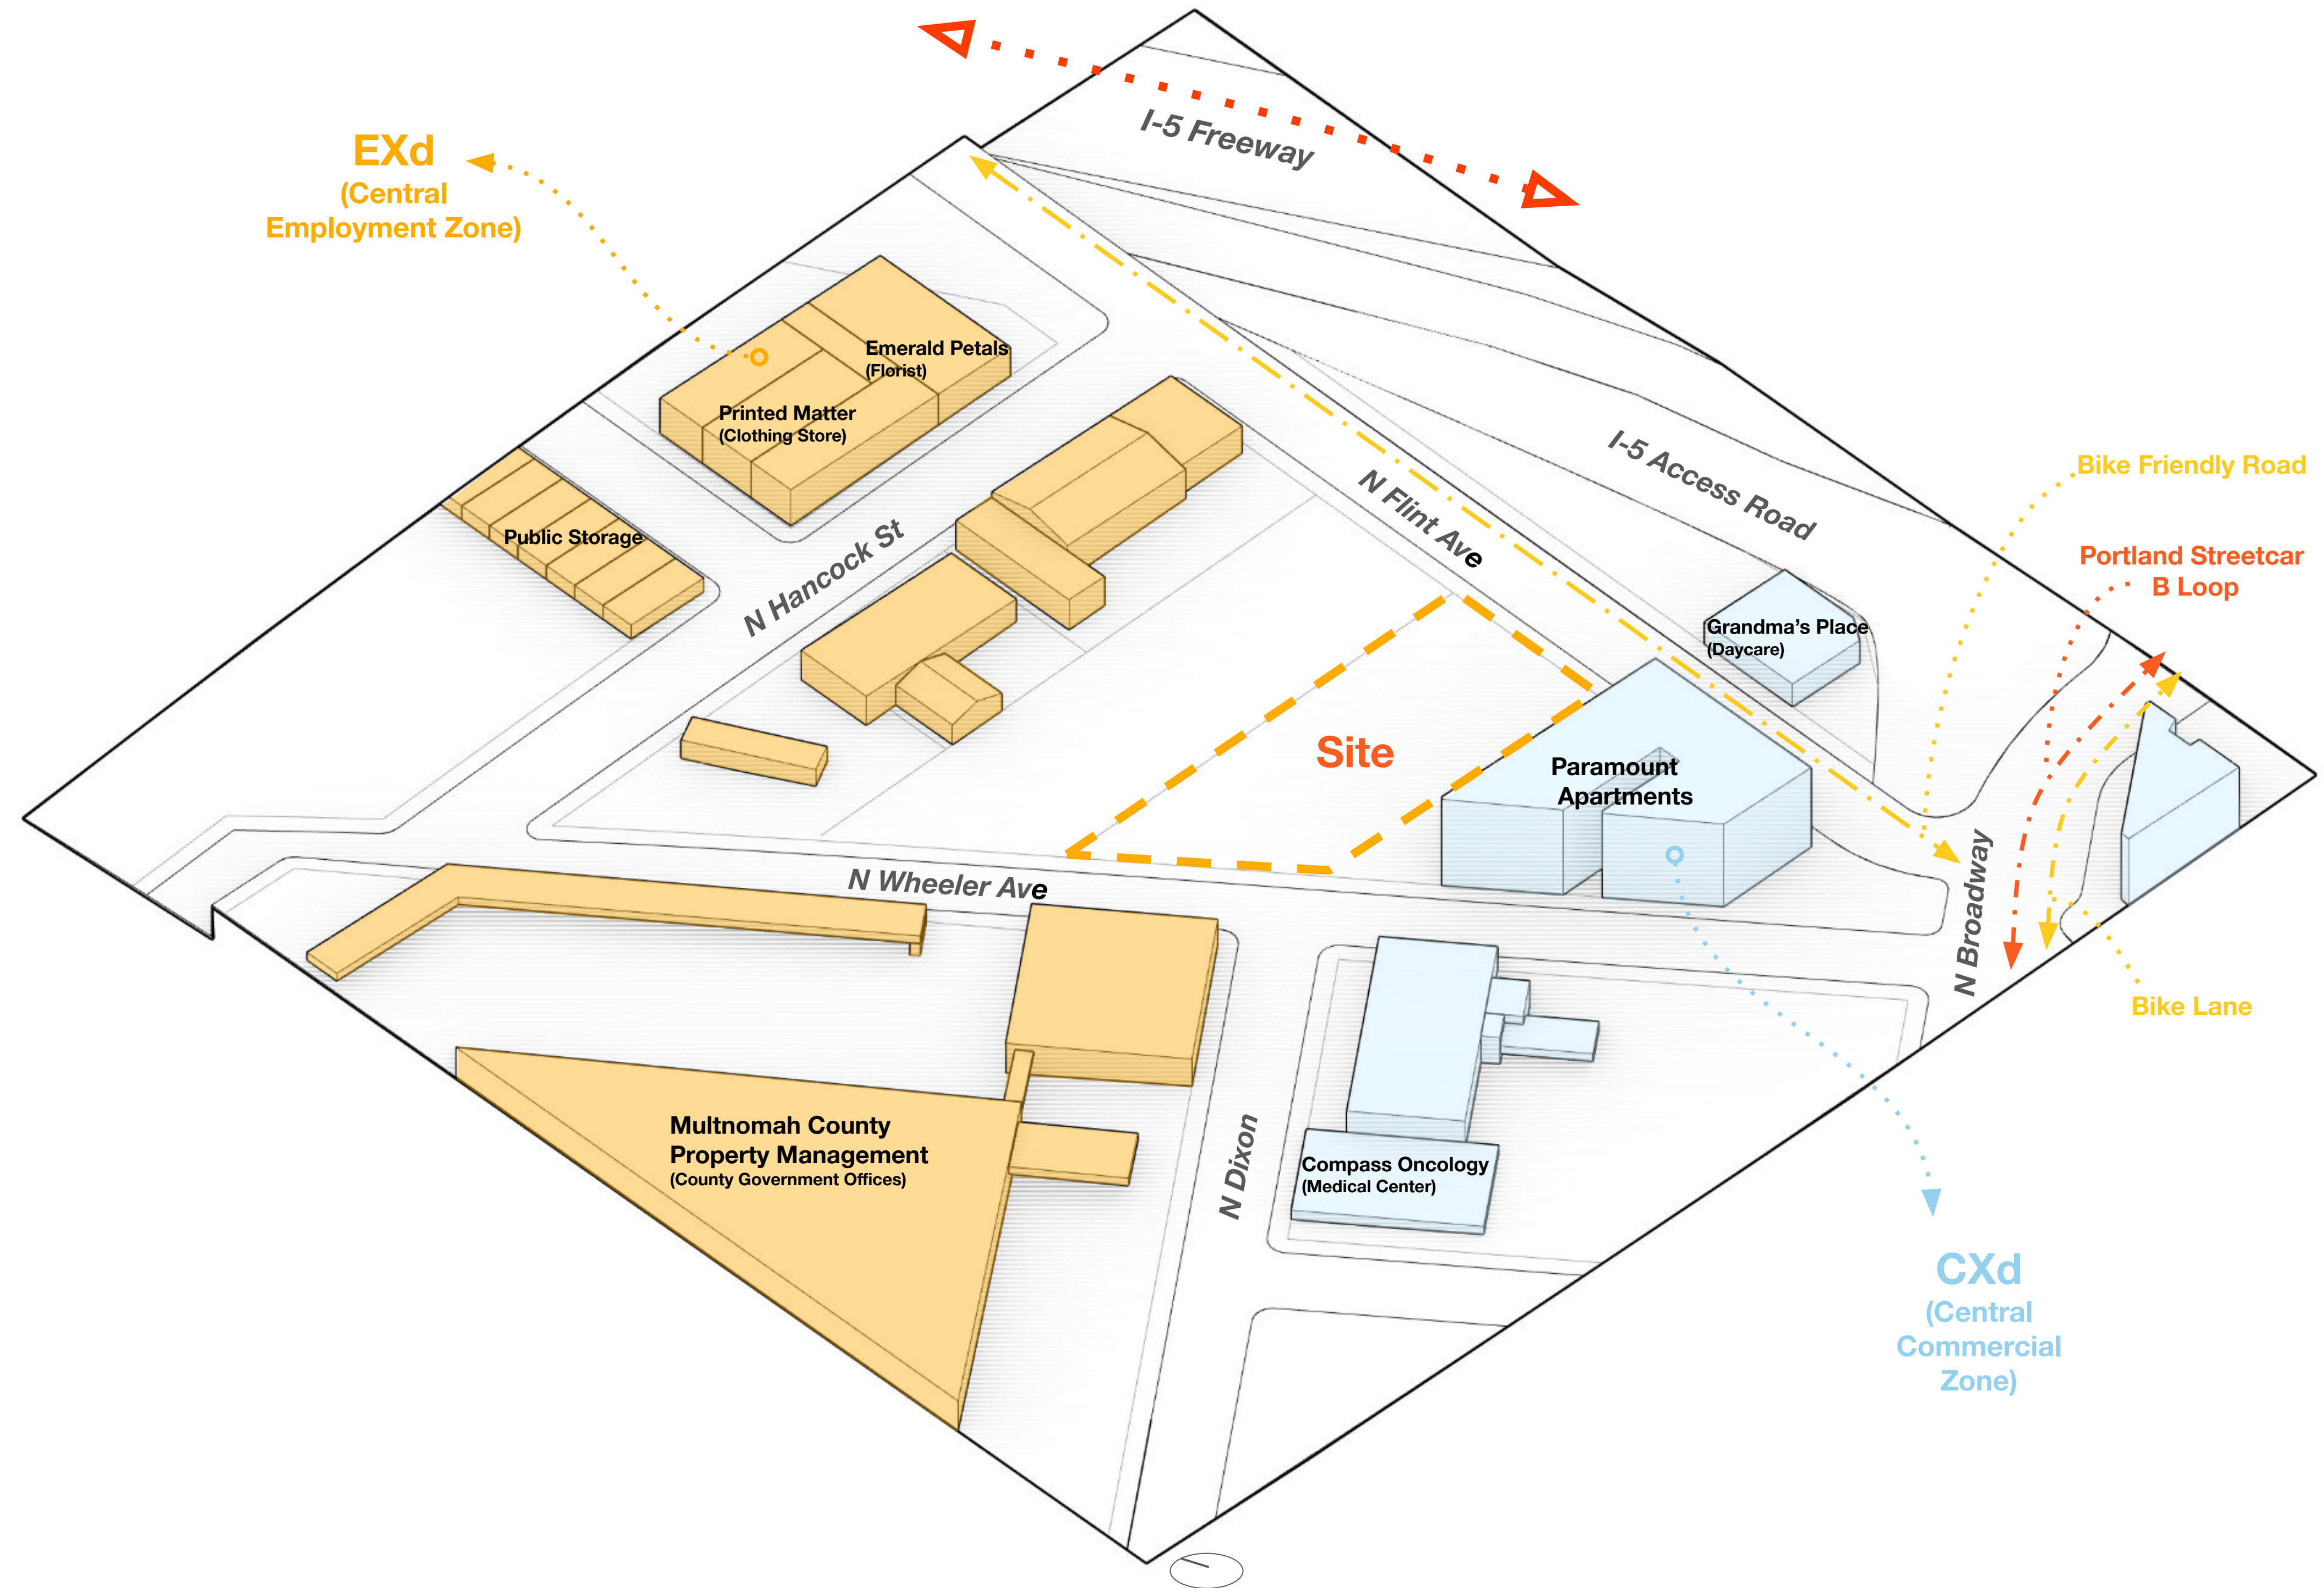 I-5 Freeway
EXd
(Central
Employment Zone)
Emerald Petals
(Florist)
Printed Matter
(Clothing Store)
Public Storage
N Hancock St
N Flint Ave
I-5 Access Road
Bike Friendly Road
Portland Streetcar
B Loop
Grandma's Place
(Daycare)
Site
Paramount
Apartments
N Wheeler Ave
N Broadway
Bike Lane
Multnomah County
Property Management
(County Government Offices)
N Dixon
Compass Oncology
(Medical Center)
CXd
(Central
Commercial
Zone)